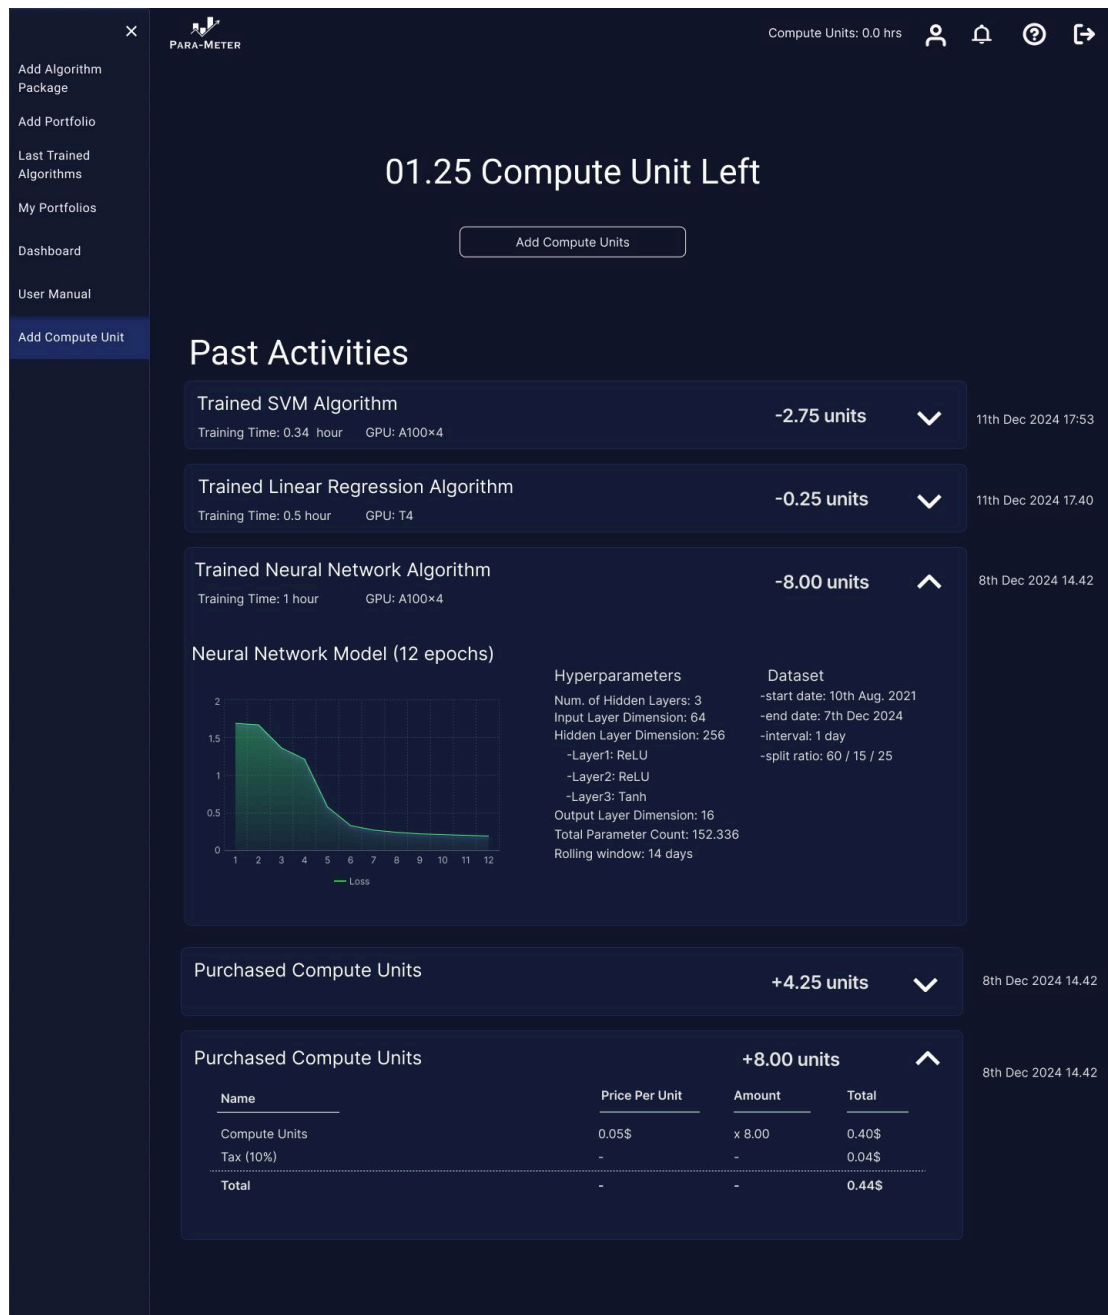 PARA-METER
Compute Units: 0.0 hrs
Add Algorithm
Package
Add Portfolio
Last Trained
Algorithms
My Portfolios
Dashboard
User Manual
Add Compute Unit
01.25 Compute Unit Left
Add Compute Units
Past Activities
Trained SVM Algorithm
Training Time: 0.34 hour GPU: A100×4
-2.75 units
11th Dec 2024 17:53
Trained Linear Regression Algorithm
Training Time: 0.5 hour GPU: T4
-0.25 units
11th Dec 2024 17.40
Trained Neural Network Algorithm
Training Time: 1 hour GPU: A100×4
-8.00 units
8th Dec 2024 14.42
Neural Network Model (12 epochs)
2
1.5
1
0.5
0
1 2 3 4 5 6 7 8 9 10 11 12
Loss
Hyperparameters
Num. of Hidden Layers: 3
Input Layer Dimension: 64
Hidden Layer Dimension: 256
-Layer1: ReLU
-Layer2: ReLU
-Layer3: Tanh
Output Layer Dimension: 16
Total Parameter Count: 152.336
Rolling window: 14 days
Dataset
-start date: 10th Aug. 2021
-end date: 7th Dec 2024
-interval: 1 day
-split ratio: 60 / 15 / 25
Purchased Compute Units
+4.25 units
8th Dec 2024 14.42
Purchased Compute Units
+8.00 units
8th Dec 2024 14.42
Name Price Per Unit Amount Total
Compute Units 0.05$ x 8.00 0.40$
Tax (10%) - - 0.04$
Total - - 0.44$